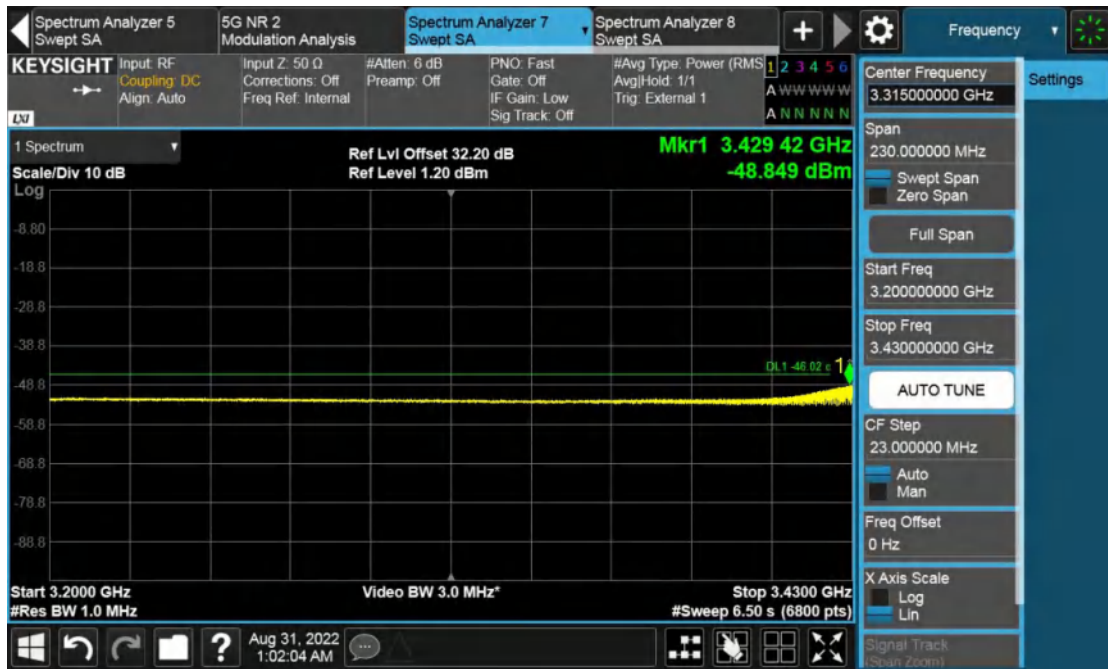 Spectrum Analyzer 5
Swept SA
5G NR 2
Modulation Analysis
Spectrum Analyzer 7
Swept SA
Spectrum Analyzer 8
Swept SA
+
Frequency
KEYSIGHT
LXI
Input: RF
Coupling: DC
Align: Auto
Input Z: 50 Ω
Corrections: Off
Freq Ref: Internal
#Atten: 6 dB
Preamp: Off
PNO: Fast
Gate: Off
IF Gain: Low
Sig Track: Off
#Avg Type: Power (RMS
Avg|Hold: 1/1
Trig: External 1
1 2 3 4 5 6
A W W W W W
A N N N N N
Center Frequency
3.315000000 GHz
Settings
Span
230.000000 MHz
Swept Span
Zero Span
Full Span
Start Freq
3.200000000 GHz
Stop Freq
3.430000000 GHz
AUTO TUNE
CF Step
23.000000 MHz
Auto
Man
Freq Offset
0 Hz
X Axis Scale
Log
Lin
Signal Track
(Span Zoom)
1 Spectrum
Scale/Div 10 dB
Log
Ref Lvl Offset 32.20 dB
Ref Level 1.20 dBm
Mkr1 3.429 42 GHz
-48.849 dBm
-8.80
-18.8
-28.8
-38.8
-48.8
-58.8
-68.8
-78.8
-88.8
DL1 -46.02
1
Start 3.2000 GHz
#Res BW 1.0 MHz
Video BW 3.0 MHz*
Stop 3.4300 GHz
#Sweep 6.50 s (6800 pts)
?
Aug 31, 2022
1:02:04 AM